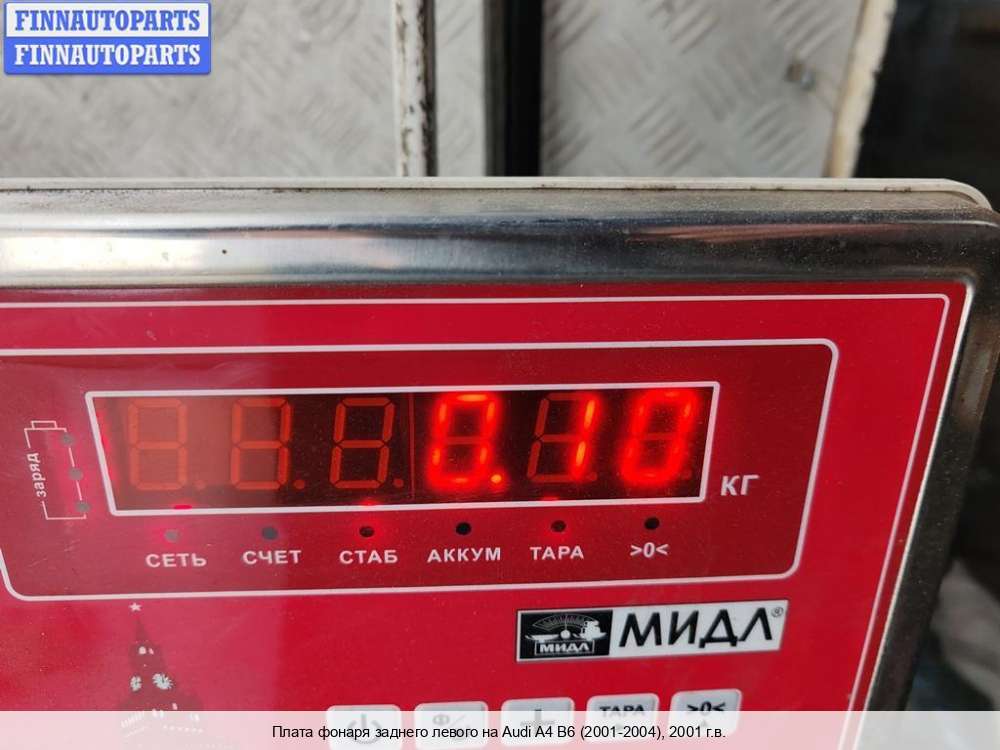 FINNAUTOPARTS
FINNAUTOPARTS
заряд
0.10
КГ
СЕТЬ СЧЕТ СТАБ АККУМ ТАРА >0<
МИДЛ МИДЛ®
ТАРА >0<
Плата фонаря заднего левого на Audi A4 B6 (2001-2004), 2001 г.в.